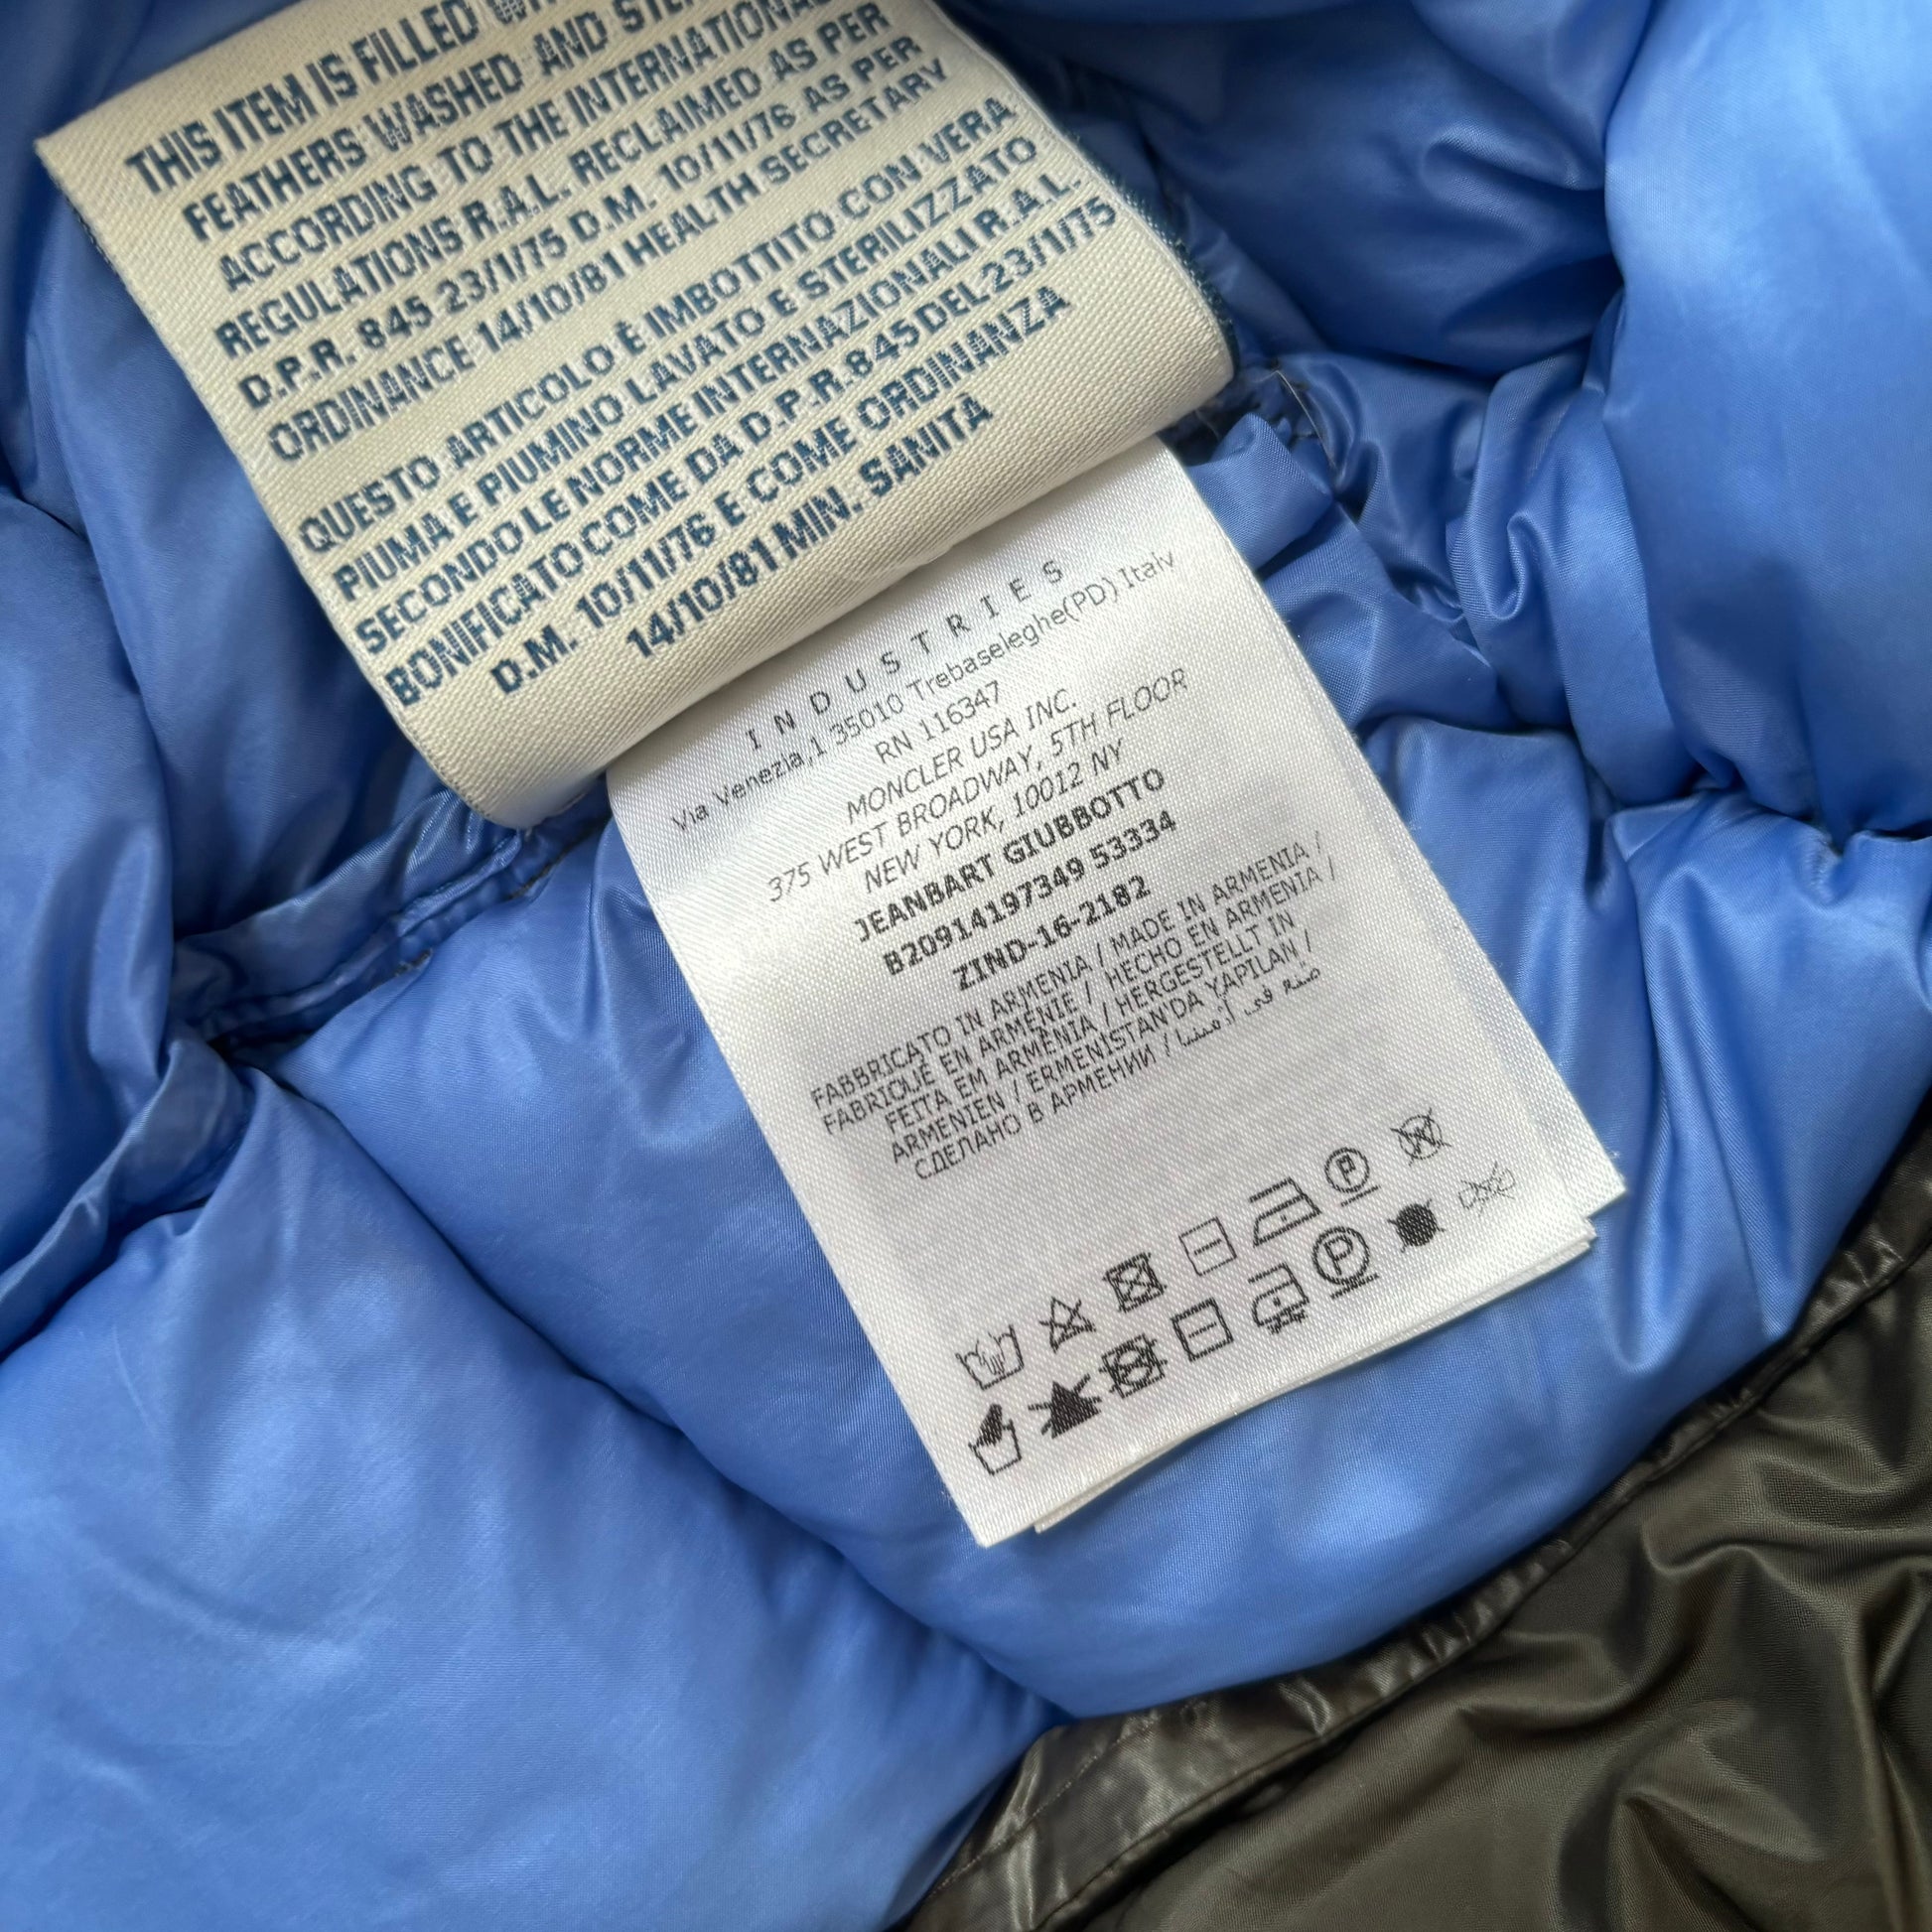 THIS ITEM IS FILLED
FEATHERS WASHED AND
ACCORDING TO THE INTERNATIONAL
REGULATIONS R.A.L. RECLAIMED AS PER
D.P.R. 845 23/1/75 D.M. 10/11/76 AS PER
ORDINANCE 14/10/81 HEALTH SECRETARY
QUESTO ARTICOLO È IMBOTTITO CON VERA
PIUMA E PIUMINO LAVATO E STERILIZZATO
SECONDO LE NORME INTERNAZIONALI R.A.L.
BONIFICATO COME DA D.P.R. 845 DEL 23/1/75
D.M. 10/11/76 E COME ORDINANZA
14/10/81 MIN. SANITA
INDUSTRIES
Via Venezia,1 35010 Trebaseleghe(PD) Italy
RN 116347
MONCLER USA INC.
375 WEST BROADWAY, 5TH FLOOR
NEW YORK, 10012 NY
JEANBART GIUBBOTTO
B20914197349 53334
ZIND-16-2182
FABBRICATO IN ARMENIA / MADE IN ARMENIA /
FABRIQUÉ EN ARMÉNIE / HECHO EN ARMENIA /
FEITA EM ARMÊNIA / HERGESTELLT IN
ARMENIEN / ERMENISTAN'DA YAPILAN /
СДЕЛАНО В АРМЕНИИ / صنع في أرمينيا
P
P